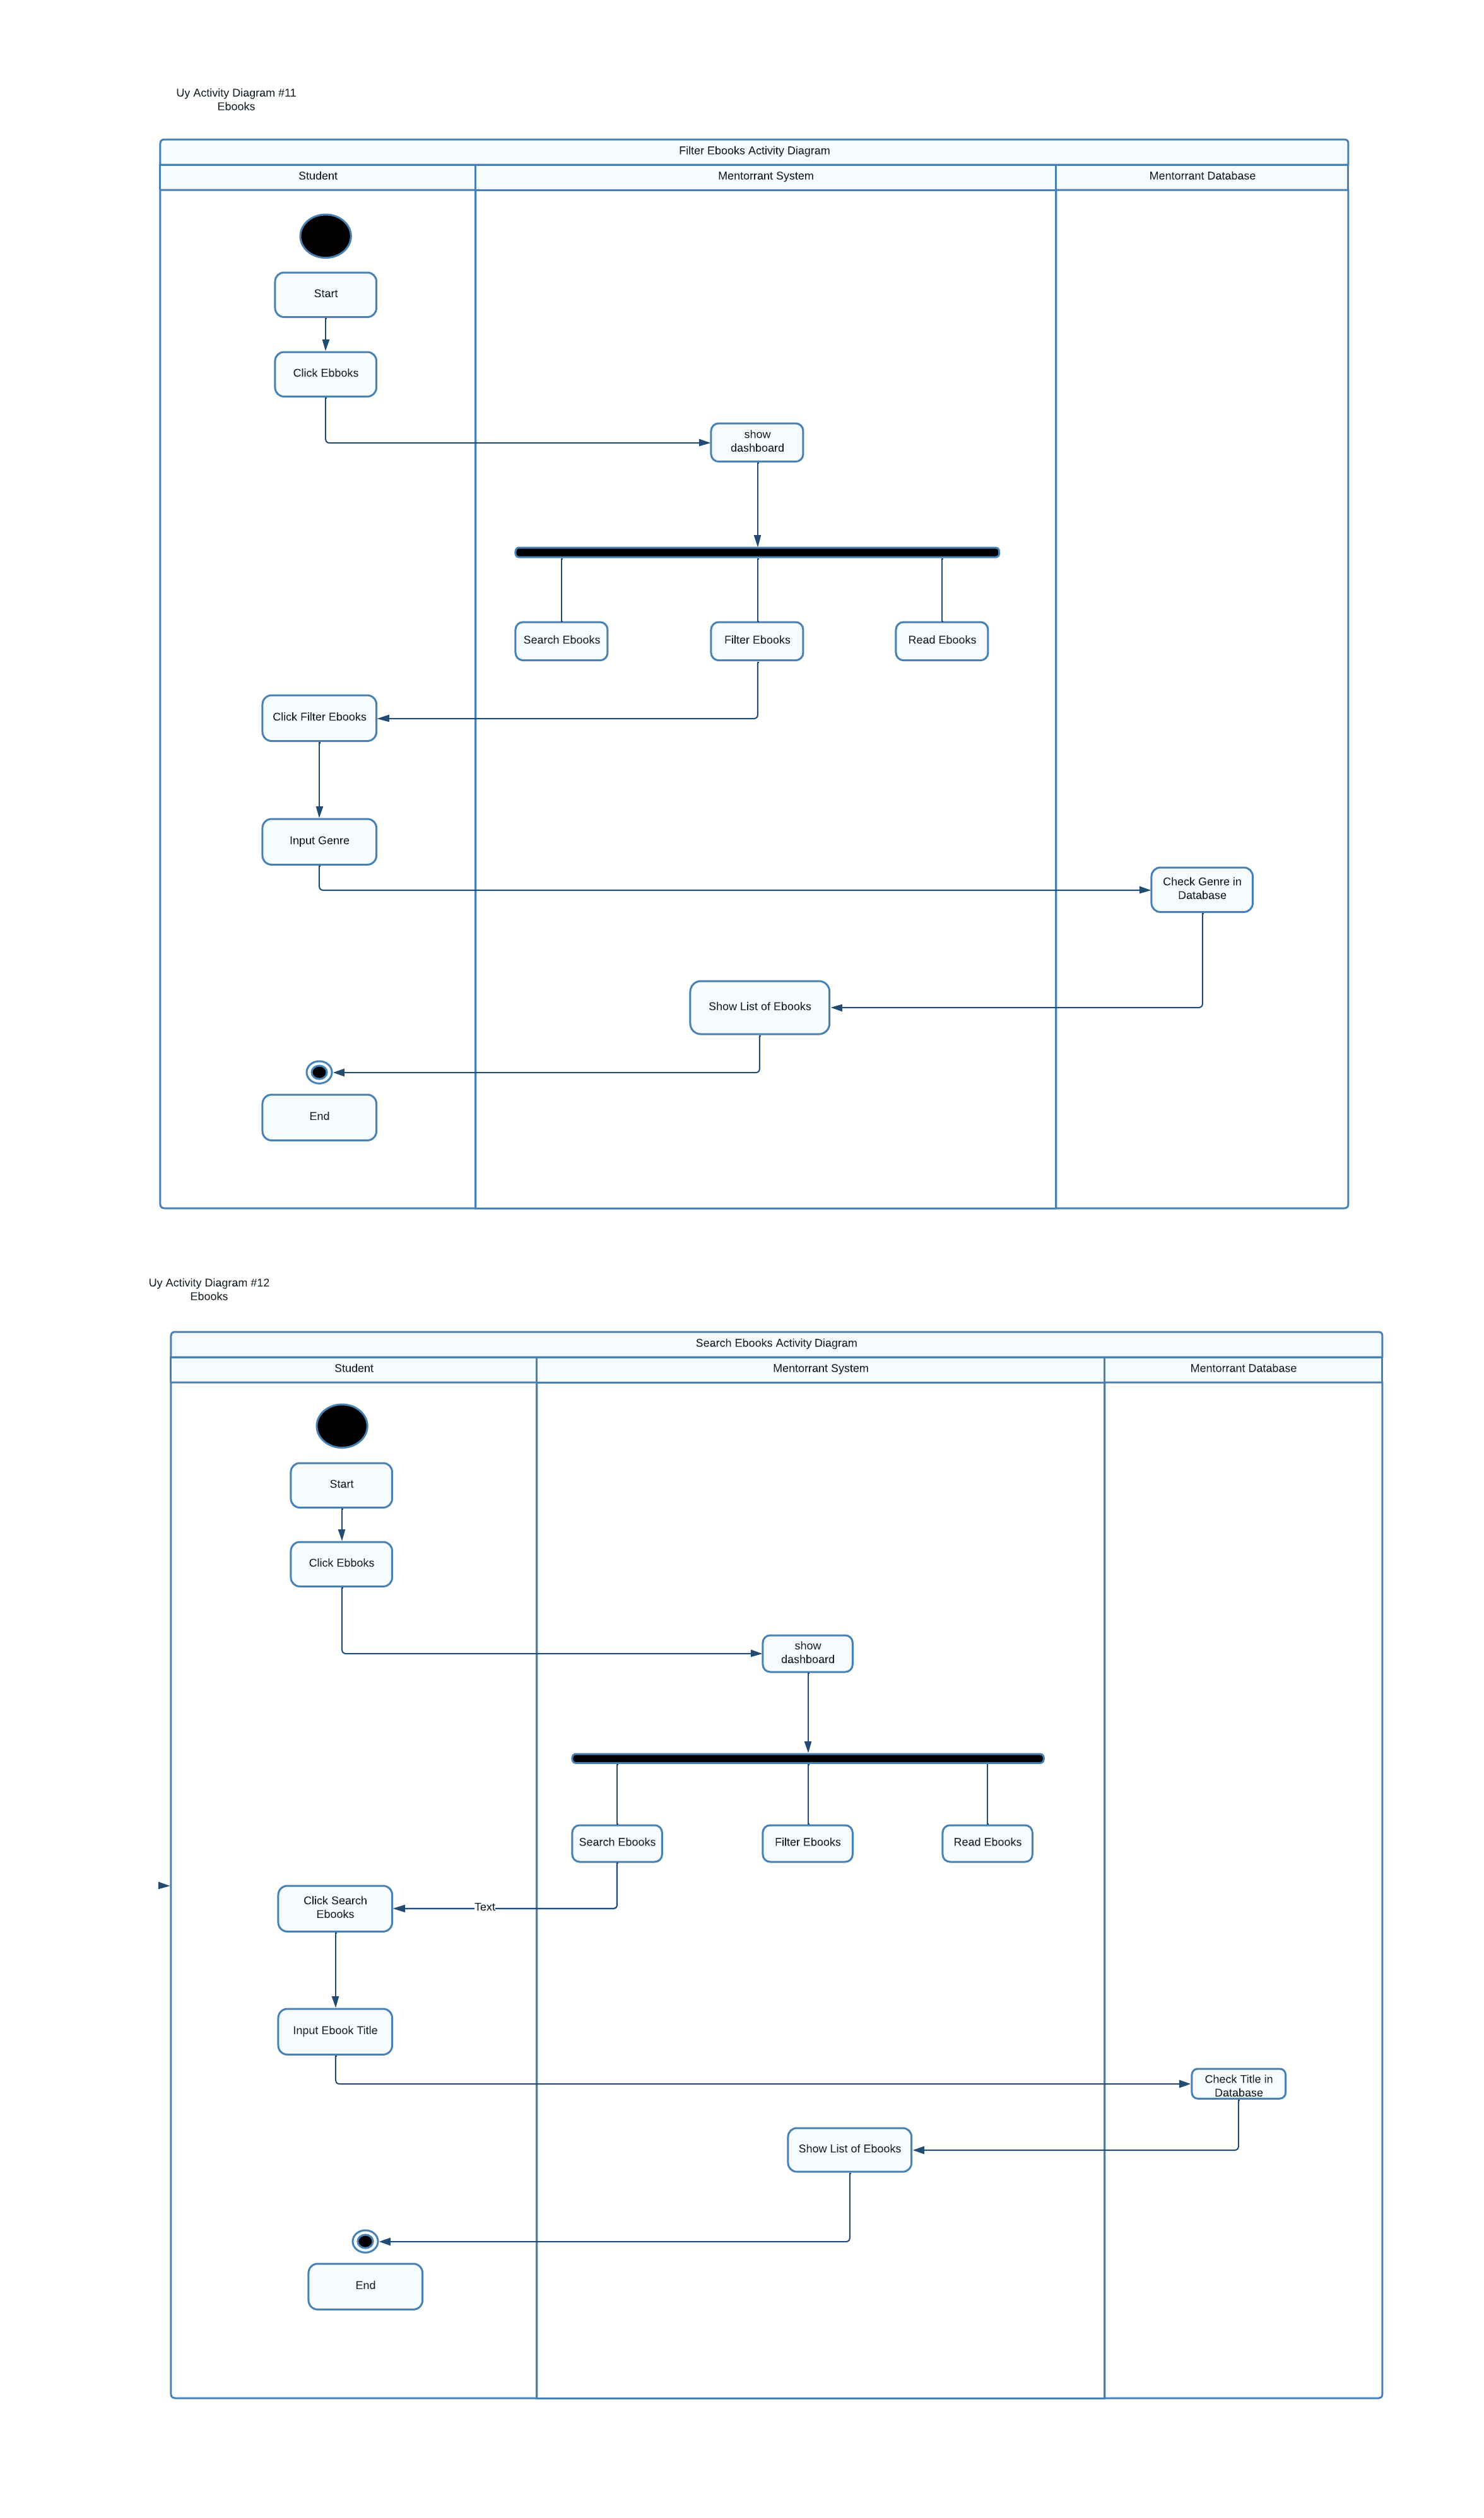 Uy Activity Diagram #11
Ebooks
Filter Ebooks Activity Diagram
Student
Mentorrant System
Mentorrant Database
Start
Click Ebboks
show
dashboard
Search Ebooks
Filter Ebooks
Read Ebooks
Click Filter Ebooks
Input Genre
Check Genre in
Database
Show List of Ebooks
End
Uy Activity Diagram #12
Ebooks
Search Ebooks Activity Diagram
Student
Mentorrant System
Mentorrant Database
Start
Click Ebboks
show
dashboard
Search Ebooks
Filter Ebooks
Read Ebooks
Click Search
Ebooks
Text
Input Ebook Title
Check Title in
Database
Show List of Ebooks
End